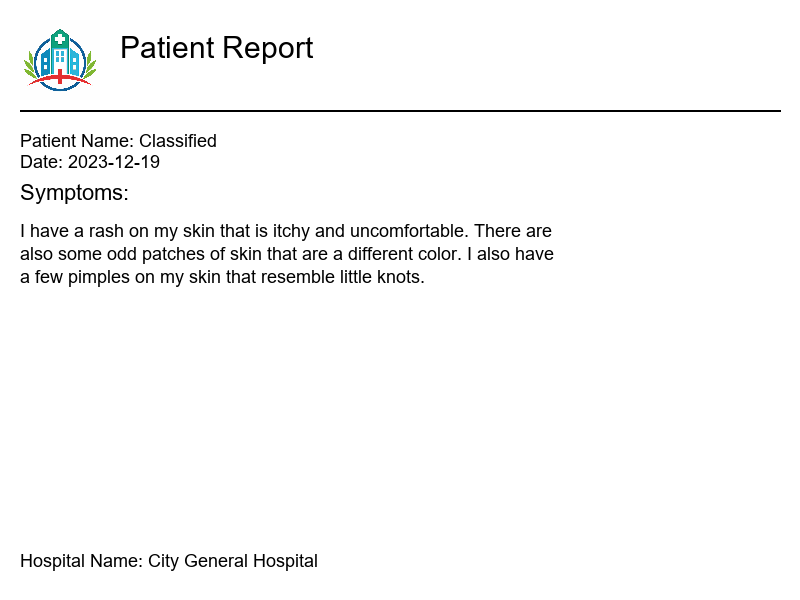 Patient Report
Patient Name: Classified
Date: 2023-12-19
Symptoms:
I have a rash on my skin that is itchy and uncomfortable. There are
also some odd patches of skin that are a different color. I also have
a few pimples on my skin that resemble little knots.
Hospital Name: City General Hospital